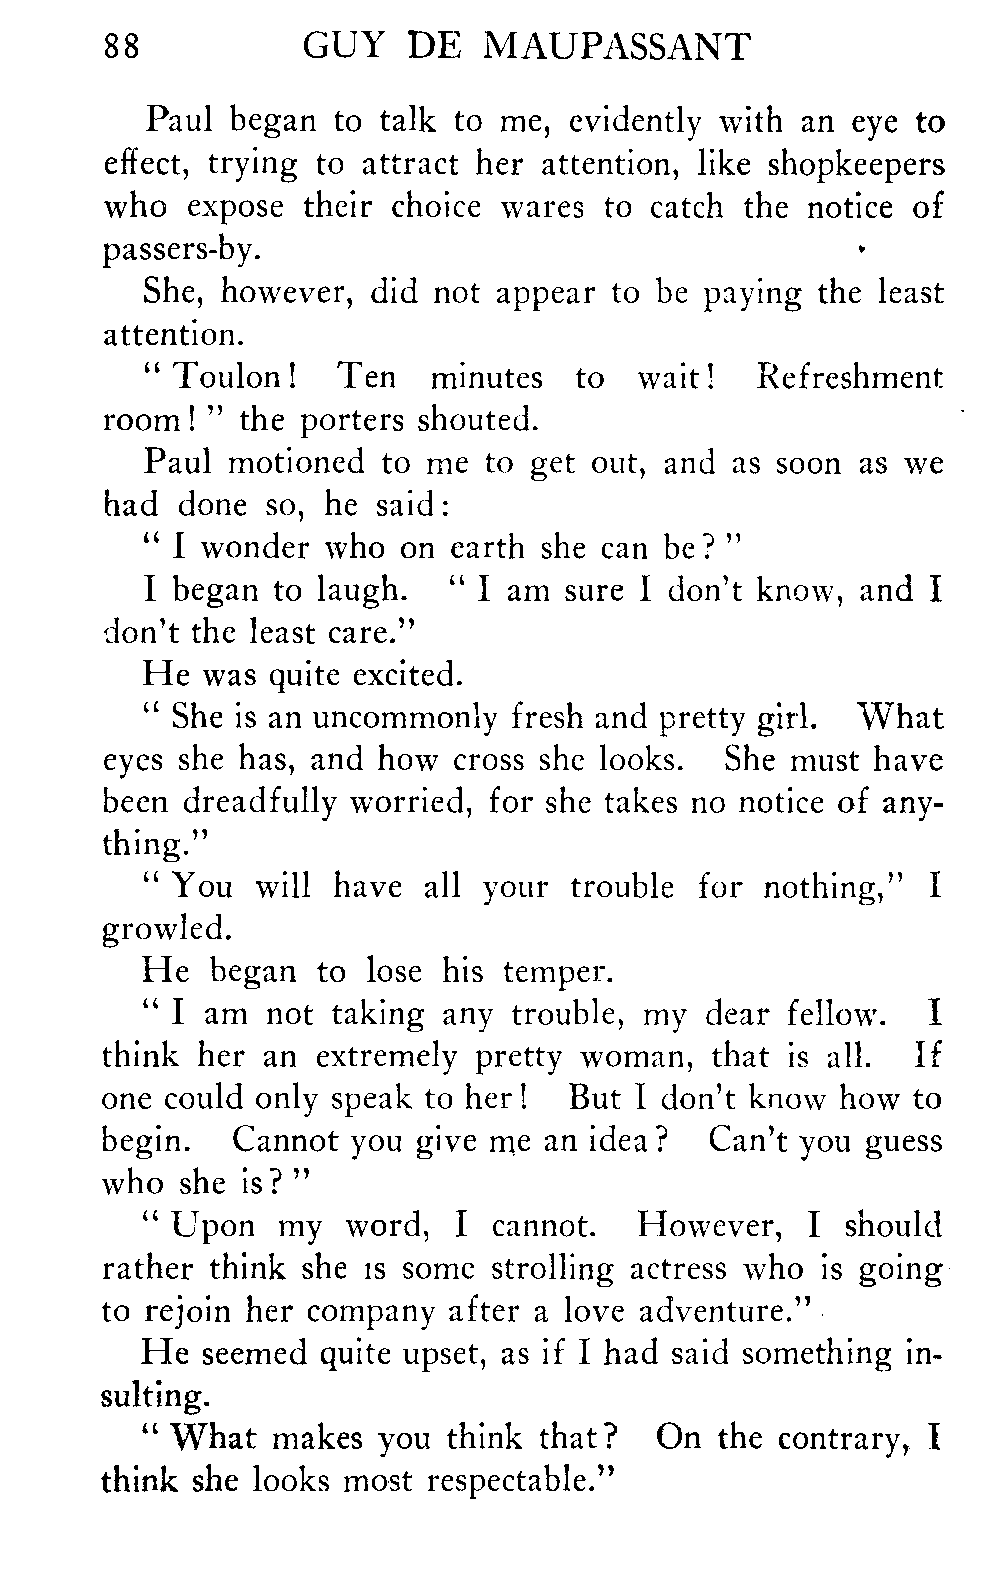 88 GUY DE MAUPASSANT
Paul began to talk to me, evidently with an eye to
effect, trying to attract her attention, like shopkeepers
who expose their choice wares to catch the notice of
passers-by.
She, however, did not appear to be paying the least
attention.
“ Toulon! Ten minutes to wait! Refreshment
room! ” the porters shouted.
Paul motioned to me to get out, and as soon as we
had done so, he said:
“ I wonder who on earth she can be? ”
I began to laugh. “ I am sure I don't know, and I
don't the least care.”
He was quite excited.
“ She is an uncommonly fresh and pretty girl. What
eyes she has, and how cross she looks. She must have
been dreadfully worried, for she takes no notice of any-
thing.”
“ You will have all your trouble for nothing,” I
growled.
He began to lose his temper.
“ I am not taking any trouble, my dear fellow. I
think her an extremely pretty woman, that is all. If
one could only speak to her! But I don't know how to
begin. Cannot you give me an idea? Can't you guess
who she is? ”
“ Upon my word, I cannot. However, I should
rather think she is some strolling actress who is going
to rejoin her company after a love adventure.”
He seemed quite upset, as if I had said something in-
sulting.
“ What makes you think that? On the contrary, I
think she looks most respectable.”